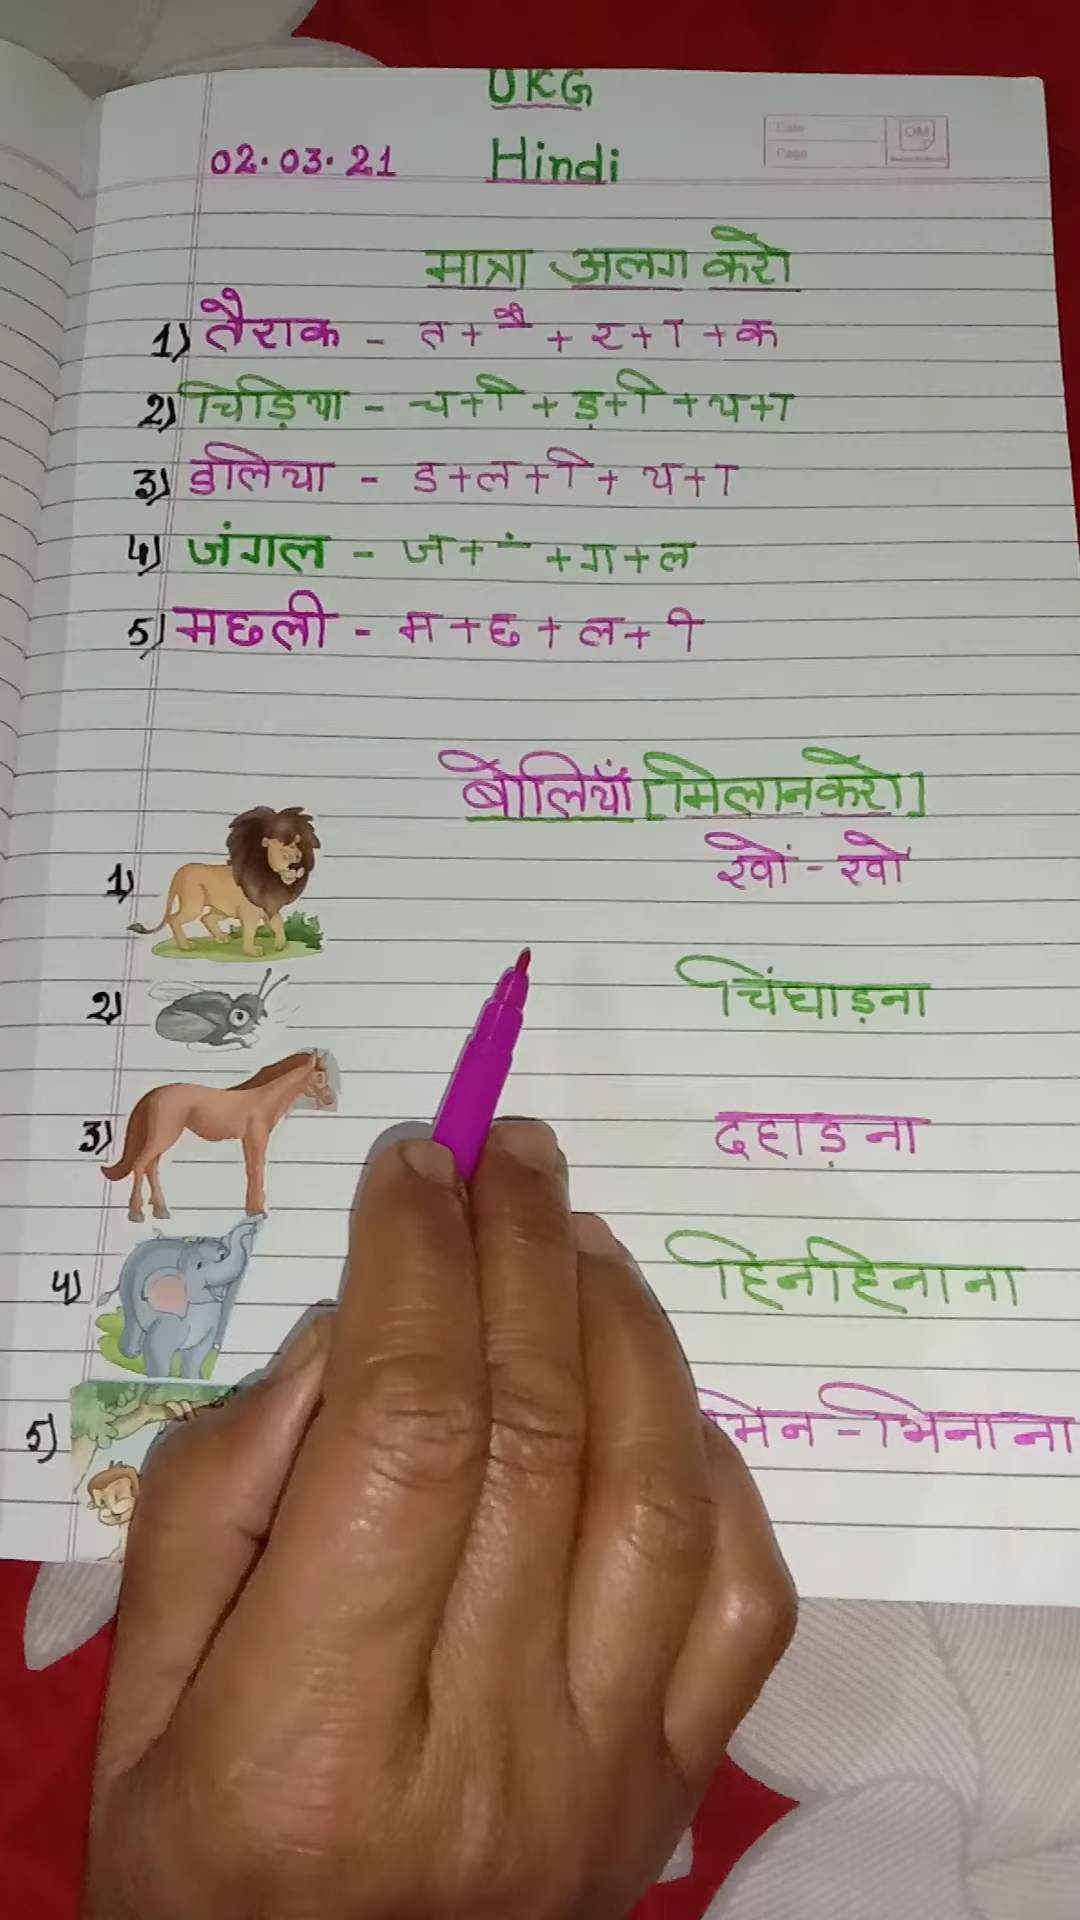 UKG
02.03.21 Hindi
Date
Page
OM
मात्रा अलग करो
1) तैराक - त + ै + र + ा + क
2) चिड़िया - च + ि + ड़ + ि + य + ा
3) डलिया - ड + ल + ि + य + ा
4) जंगल - ज + ं + ग + ल
5) मछली - म + छ + ल + ी
बोलियाँ [मिलान करो]
1) खों - खों
2) चिंघाड़ना
3) दहाड़ना
4) हिनहिनाना
5) भिन - भिनाना